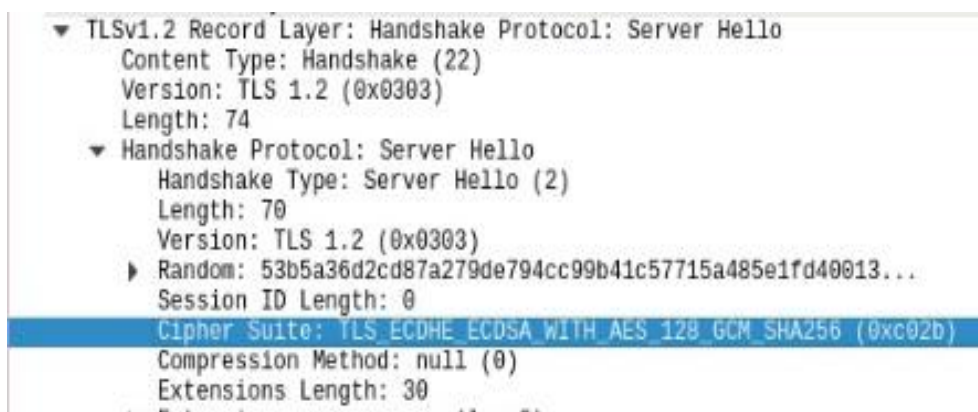 TLSv1.2 Record Layer: Handshake Protocol: Server Hello
Content Type: Handshake (22)
Version: TLS 1.2 (0x0303)
Length: 74
Handshake Protocol: Server Hello
Handshake Type: Server Hello (2)
Length: 70
Version: TLS 1.2 (0x0303)
Random: 53b5a36d2cd87a279de794cc99b41c57715a485e1fd40013...
Session ID Length: 0
Cipher Suite: TLS_ECDHE_ECDSA_WITH_AES_128_GCM_SHA256 (0xc02b)
Compression Method: null (0)
Extensions Length: 30